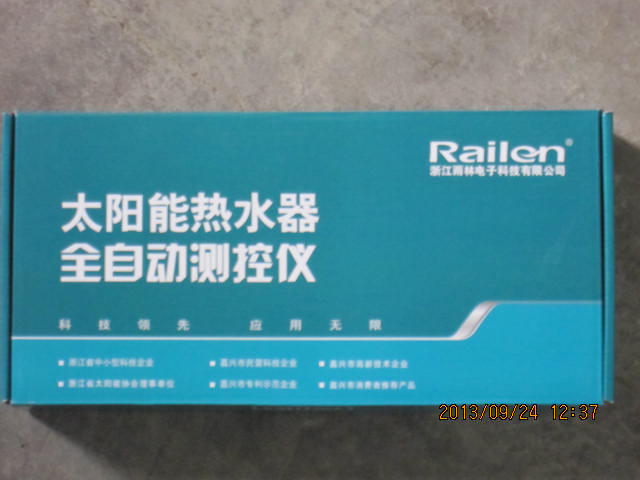 Railen®
浙江雨林电子科技有限公司
太阳能热水器
全自动测控仪
科技领先 应用无限
■ 浙江省中小型科技企业 ■ 嘉兴市民营科技企业 ■ 嘉兴市高新技术企业
■ 浙江省太阳能协会理事单位 ■ 嘉兴市专利示范企业 ■ 嘉兴市消费者推荐产品
2013/09/24 12:37